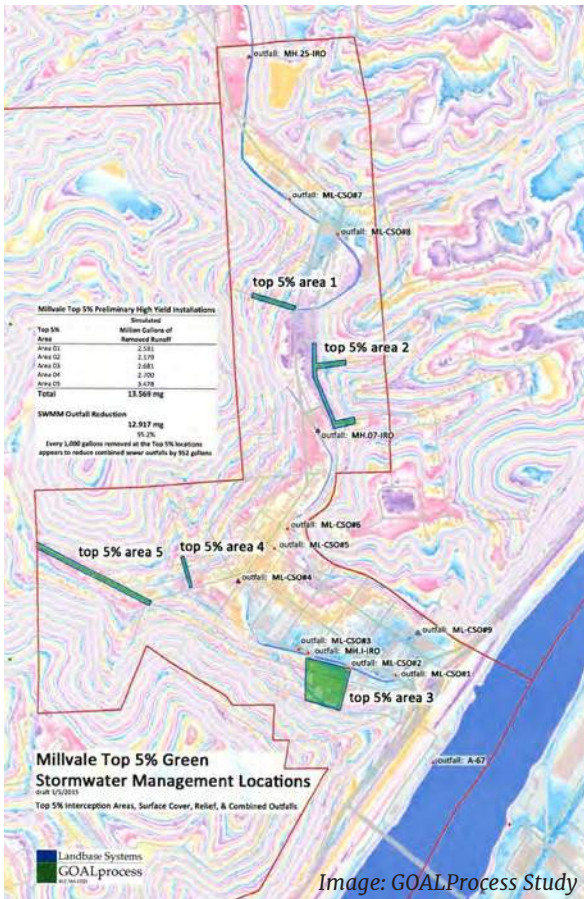 outfall: MH.25-IRO
outfall: ML-CSO#7
outfall: ML-CSO#8
top 5% area 1
Millvale Top 5% Preliminary High Yield Installations
Simulated
Top 5% Million Gallons of
Area Removed Runoff
Area 01 2.531
Area 02 2.179
Area 03 2.681
Area 04 2.700
Area 05 3.478
Total 13.569 mg
SWMM Outfall Reduction
12.917 mg
95.2%
Every 1,000 gallons removed at the Top 5% locations
appears to reduce combined sewer outfalls by 952 gallons
top 5% area 2
outfall: MH.07-IRO
outfall: ML-CSO#6
top 5% area 5
top 5% area 4
outfall: ML-CSO#5
outfall: ML-CSO#4
outfall: ML-CSO#9
outfall: ML-CSO#3
outfall: MH.I-IRO
outfall: ML-CSO#2
outfall: ML-CSO#1
top 5% area 3
Millvale Top 5% Green
Stormwater Management Locations
draft 1/5/2015
Top 5% Interception Areas, Surface Cover, Relief, & Combined Outfalls
outfall: A-67
Landbase Systems
GOALprocess
Image: GOALProcess Study